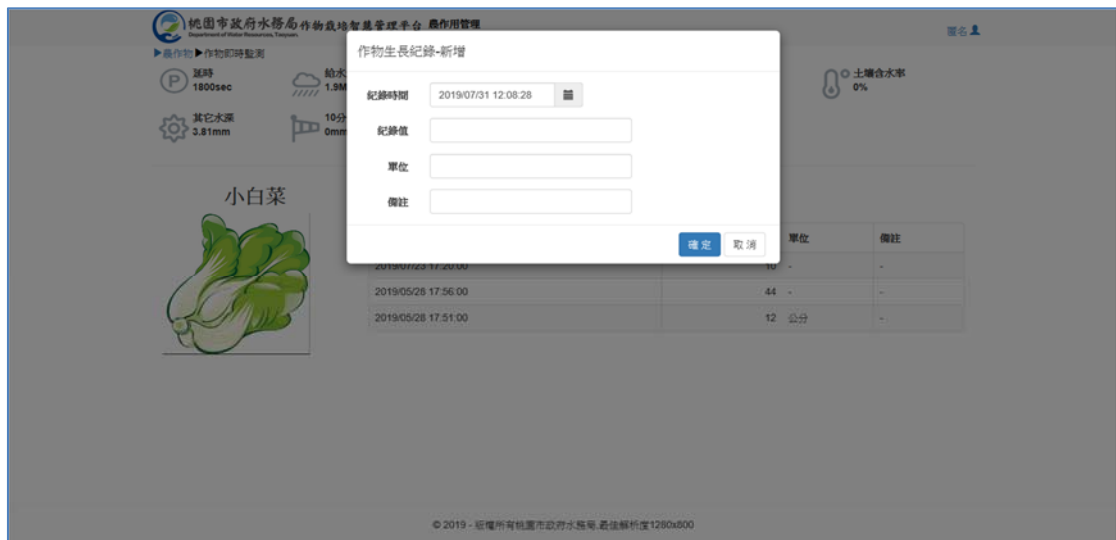 桃園市政府水務局作物栽培智慧管理平台 農作用管理
Department of Water Resources, Taoyuan
匿名
▶農作物▶作物即時監測
作物生長紀錄-新增
延時
1800sec
給水
1.9M
土壤含水率
0%
紀錄時間 2019/07/31 12:08:28
其它水深
3.81mm
10分
0mm
紀錄值
單位
備註
小白菜
確定 取消
單位 備註
2019/07/23 17:20:00 10 - -
2019/05/28 17:56:00 44 - -
2019/05/28 17:51:00 12 公分 -
© 2019 - 版權所有桃園市政府水務局.最佳解析度1280x800